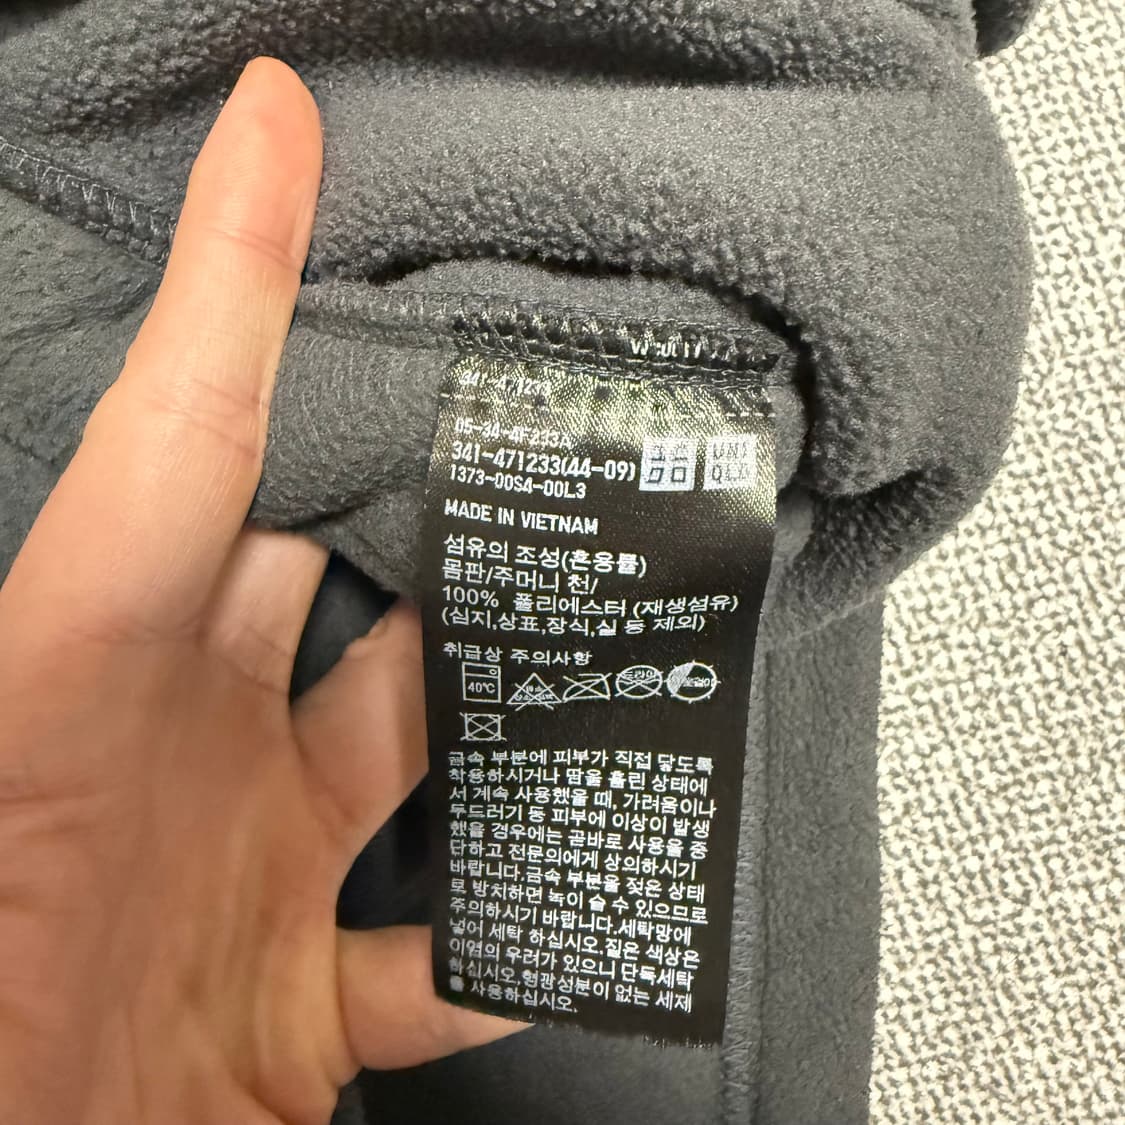 341-471233
05-34-4F233A
341-471233(44-09)
UNI
QLO
1373-00S4-00L3
MADE IN VIETNAM
섬유의 조성(혼용률)
몸판/주머니 천/
100% 폴리에스터 (재생섬유)
(심지,상표,장식,실 등 제외)
취급상 주의사항
40℃
금속 부분에 피부가 직접 닿도록
착용하시거나 땀을 흘린 상태에
서 계속 사용했을 때, 가려움이나
두드러기 등 피부에 이상이 발생
했을 경우에는 곧바로 사용을 중
단하고 전문의에게 상의하시기
바랍니다.금속 부분을 젖은 상태
로 방치하면 녹이 슬 수 있으므로
주의하시기 바랍니다.세탁망에
넣어 세탁 하십시오.짙은 색상은
이염의 우려가 있으니 단독세탁
하십시오.형광성분이 없는 세제
를 사용하십시오.